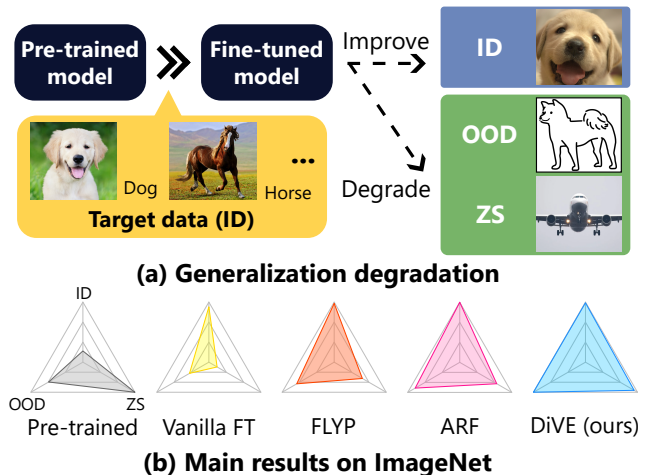 Pre-trained
model
Fine-tuned
model
Improve
ID
Dog
Horse
...
Target data (ID)
Degrade
OOD
ZS
(a) Generalization degradation
ID
OOD
ZS
Pre-trained
Vanilla FT
FLYP
ARF
DiVE (ours)
(b) Main results on ImageNet